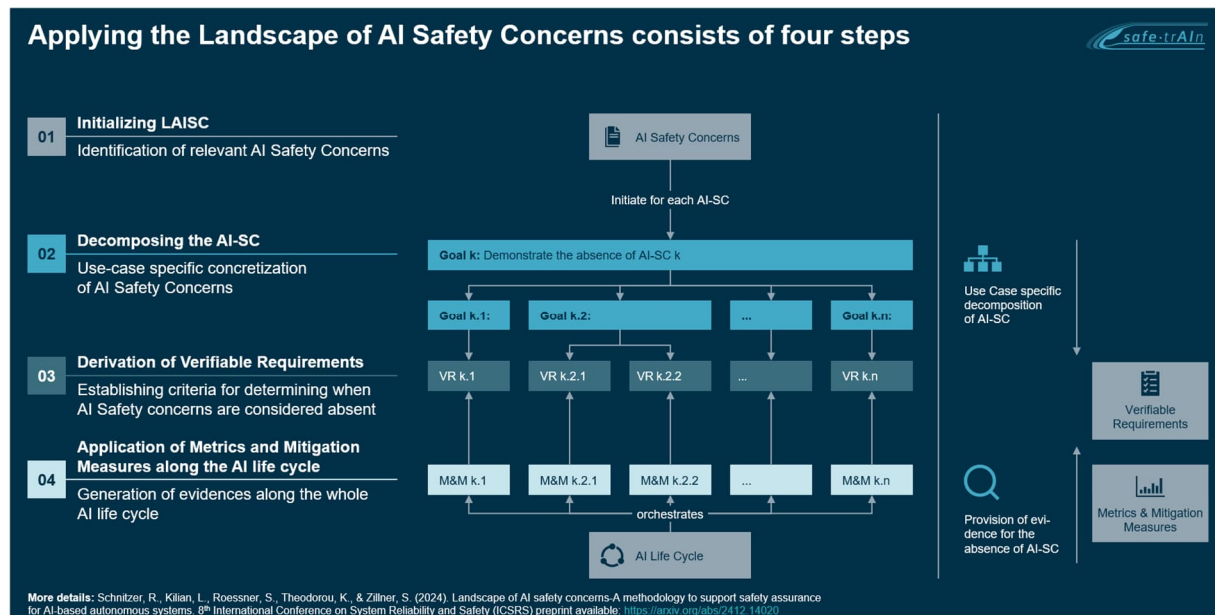 Applying the Landscape of AI Safety Concerns consists of four steps
safe.trAIn
01
Initializing LAISC
Identification of relevant AI Safety Concerns
AI Safety Concerns
Initiate for each AI-SC
02
Decomposing the AI-SC
Use-case specific concretization
of AI Safety Concerns
Goal k: Demonstrate the absence of AI-SC k
Goal k.1:
Goal k.2:
...
Goal k.n:
Use Case specific
decomposition
of AI-SC
03
Derivation of Verifiable Requirements
Establishing criteria for determining when
AI Safety concerns are considered absent
VR k.1
VR k.2.1
VR k.2.2
...
VR k.n
Verifiable
Requirements
04
Application of Metrics and Mitigation
Measures along the AI life cycle
Generation of evidences along the whole
AI life cycle
M&M k.1
M&M k.2.1
M&M k.2.2
...
M&M k.n
orchestrates
AI Life Cycle
Provision of evi-
dence for the
absence of AI-SC
Metrics & Mitigation
Measures
More details: Schnitzer, R., Kilian, L., Roessner, S., Theodorou, K., & Zillner, S. (2024). Landscape of AI safety concerns-A methodology to support safety assurance
for AI-based autonomous systems. 8th International Conference on System Reliability and Safety (ICSRS) preprint available: https://arxiv.org/abs/2412.14020